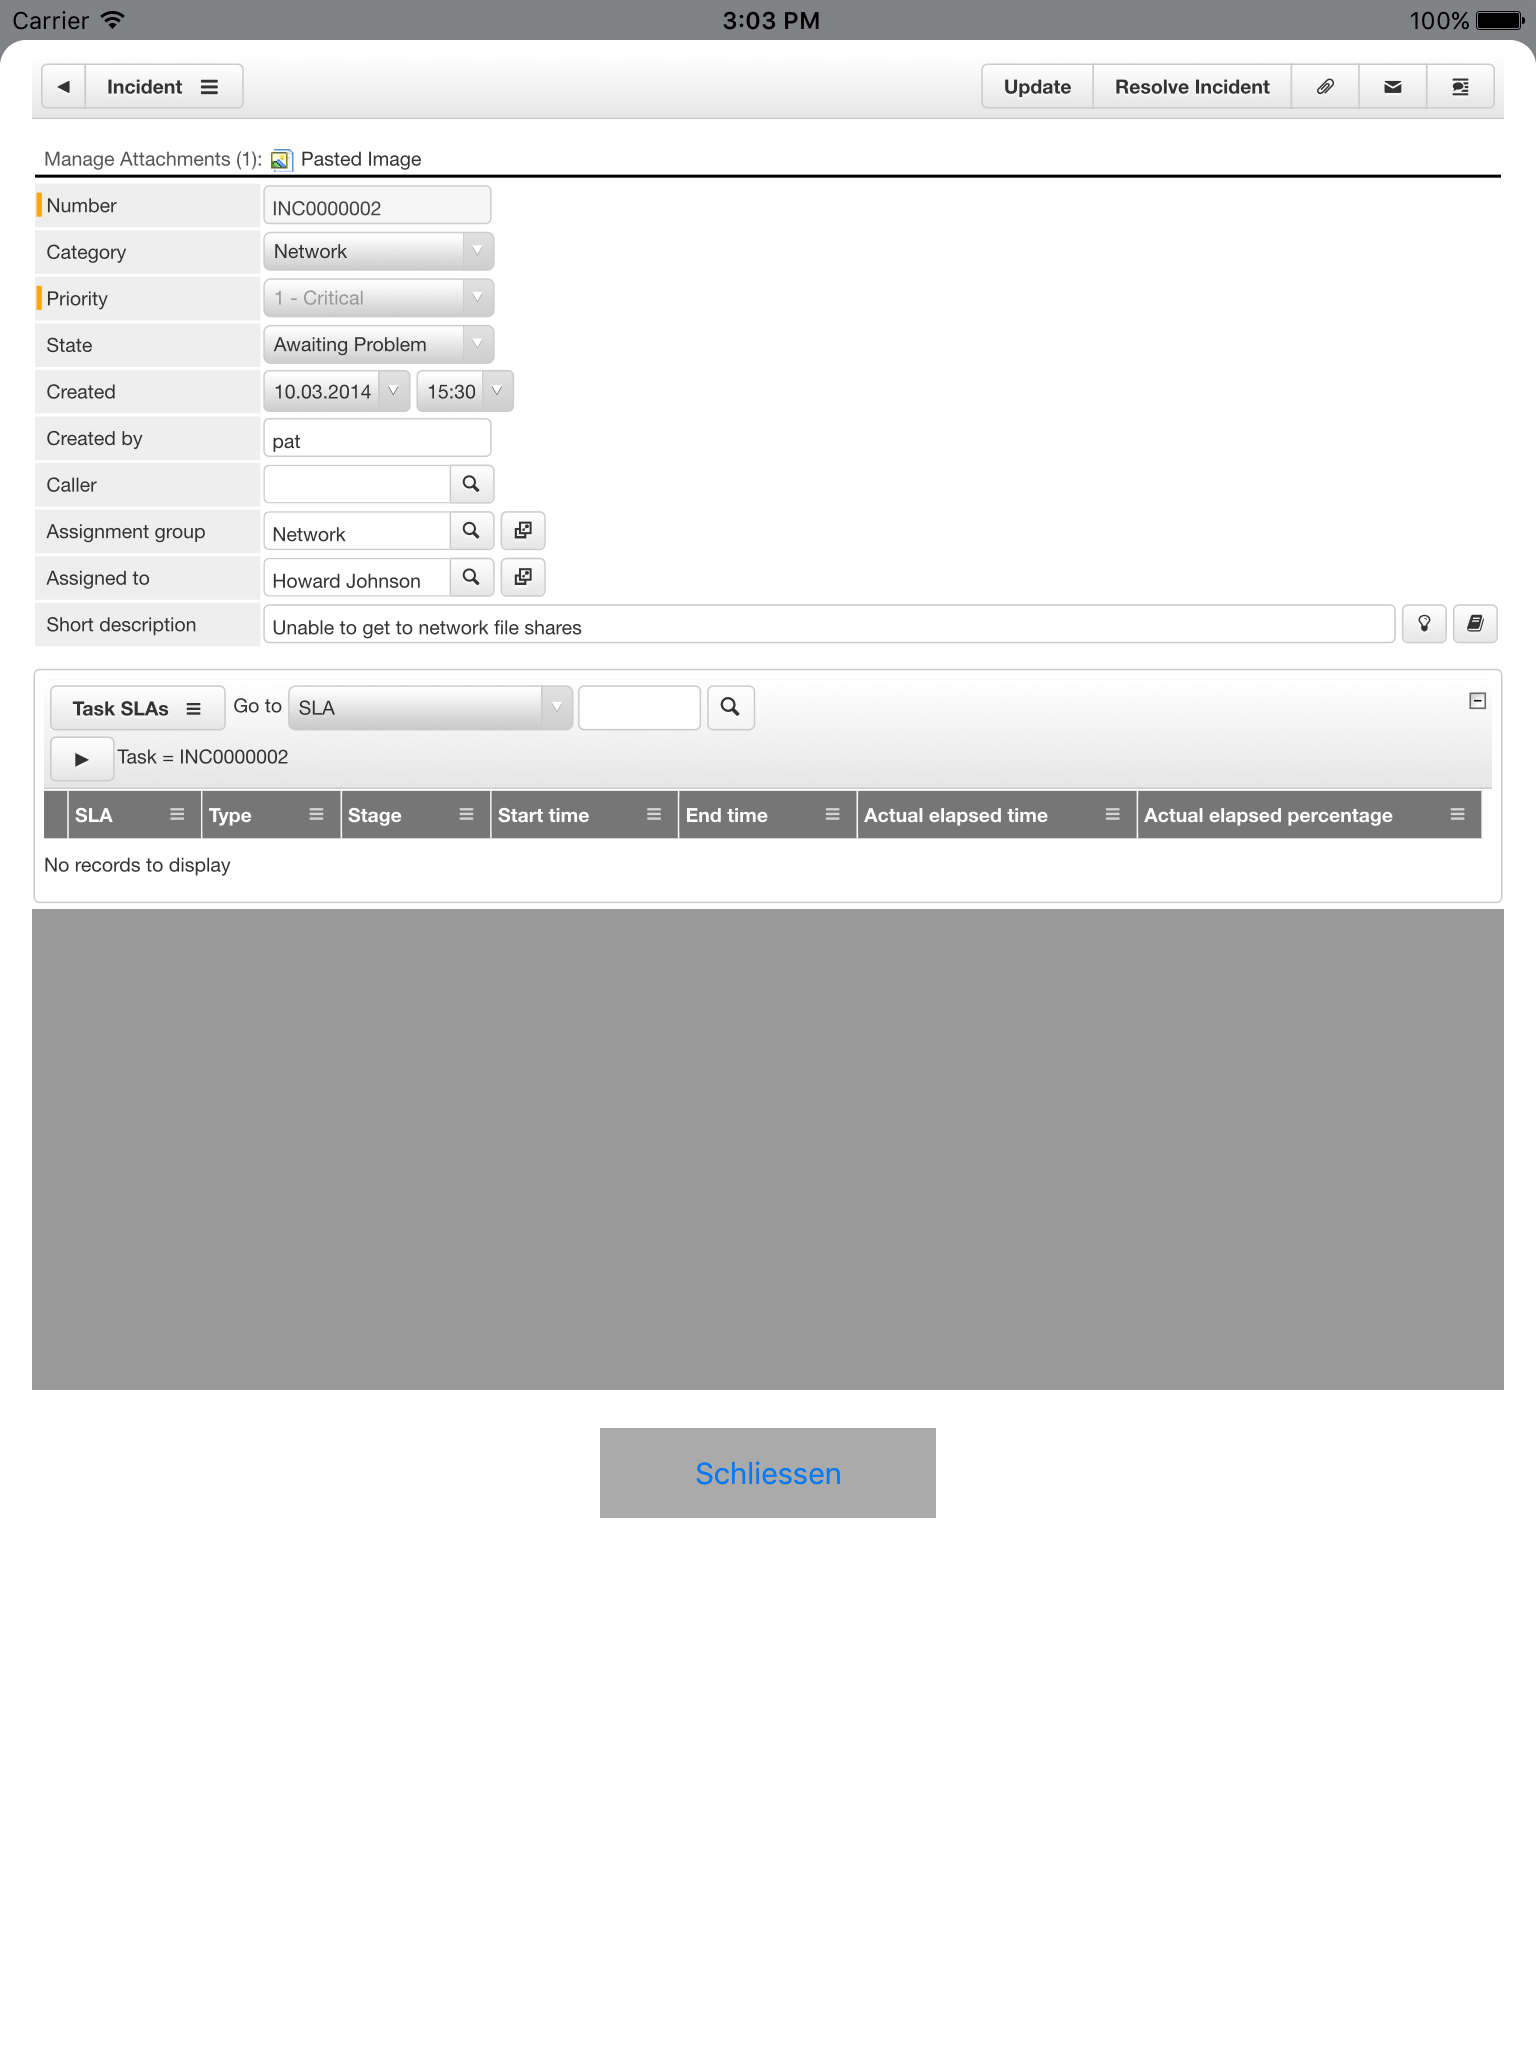 Carrier 3:03 PM 100%
Incident Update Resolve Incident
Manage Attachments (1): Pasted Image
Number INC0000002
Category Network
Priority 1 - Critical
State Awaiting Problem
Created 10.03.2014 15:30
Created by pat
Caller
Assignment group Network
Assigned to Howard Johnson
Short description Unable to get to network file shares
Task SLAs Go to SLA
Task = INC0000002
SLA Type Stage Start time End time Actual elapsed time Actual elapsed percentage
No records to display
Schliessen